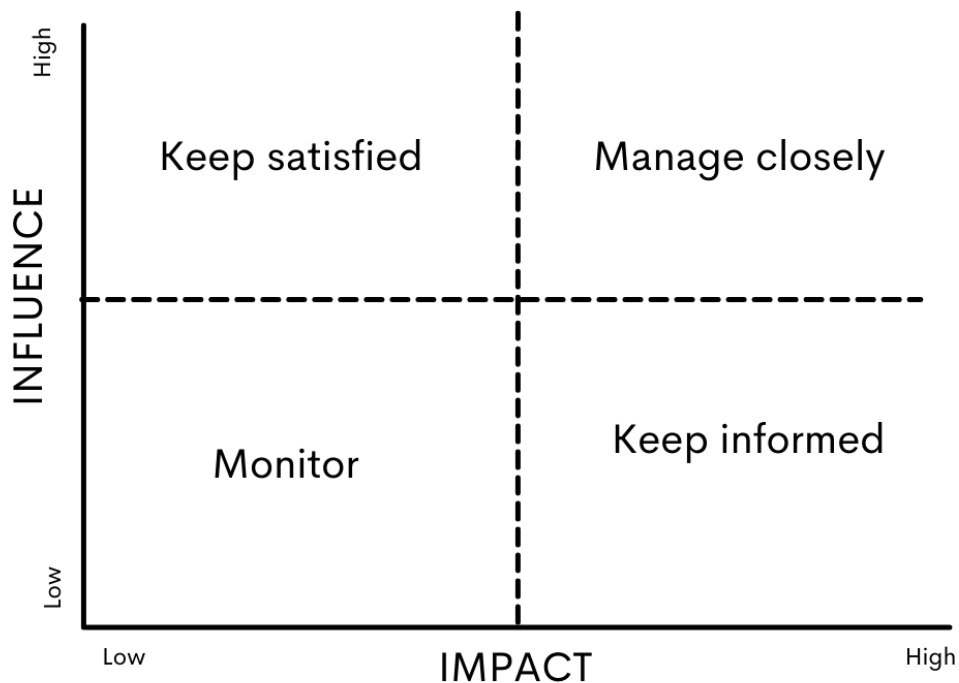 High
Keep satisfied
Manage closely
INFLUENCE
Monitor
Keep informed
Low
Low
IMPACT
High